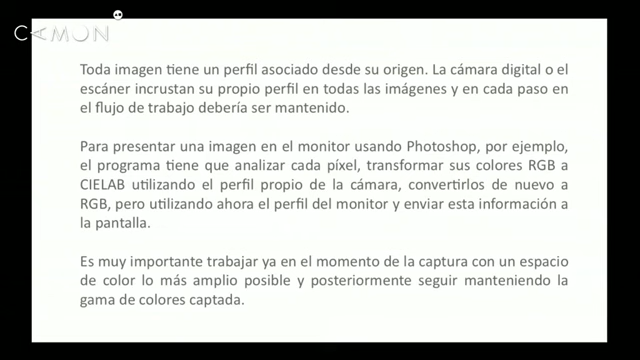 CAMON
Toda imagen tiene un perfil asociado desde su origen. La cámara digital o el
escáner incrustan su propio perfil en todas las imágenes y en cada paso en
el flujo de trabajo debería ser mantenido.
Para presentar una imagen en el monitor usando Photoshop, por ejemplo,
el programa tiene que analizar cada píxel, transformar sus colores RGB a
CIELAB utilizando el perfil propio de la cámara, convertirlos de nuevo a
RGB, pero utilizando ahora el perfil del monitor y enviar esta información a
la pantalla.
Es muy importante trabajar ya en el momento de la captura con un espacio
de color lo más amplio posible y posteriormente seguir manteniendo la
gama de colores captada.